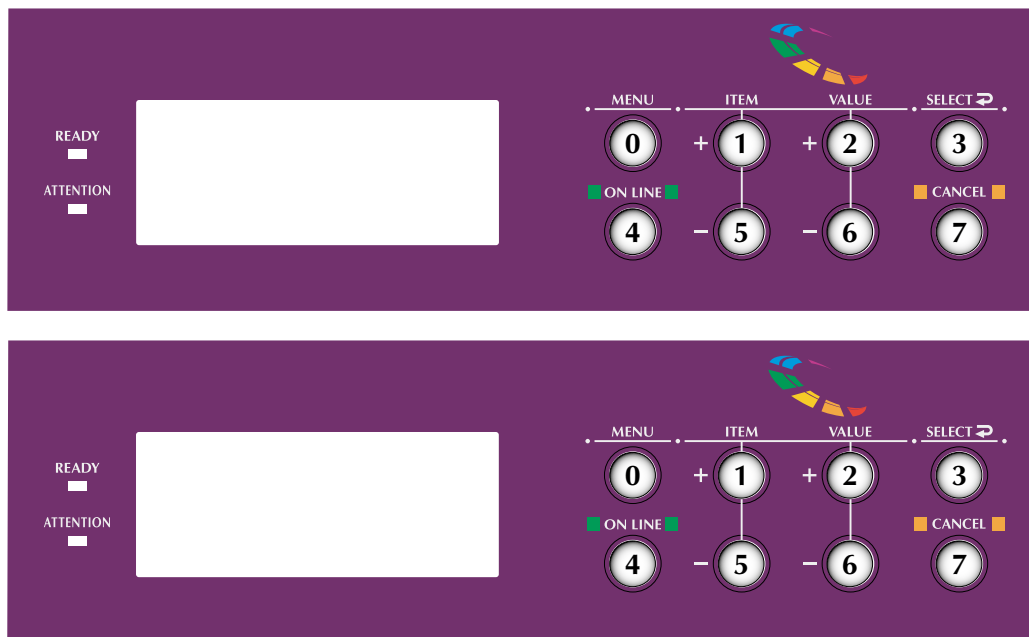 MENU ITEM VALUE SELECT
READY
0 + 1 + 2 3
ATTENTION
ON LINE CANCEL
4 - 5 - 6 7
MENU ITEM VALUE SELECT
READY
0 + 1 + 2 3
ATTENTION
ON LINE CANCEL
4 - 5 - 6 7